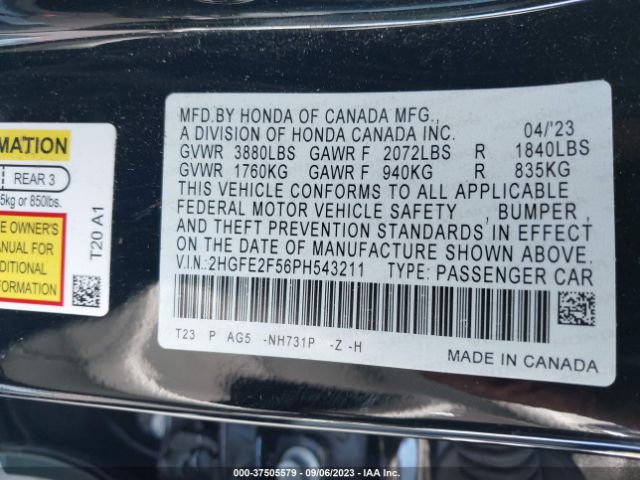 MATION
REAR 3
5kg or 850lbs.
E OWNER'S
ANUAL FOR
DITIONAL
FORMATION
T20 A1
MFD.BY HONDA OF CANADA MFG.,
A DIVISION OF HONDA CANADA INC. 04/'23
GVWR 3880LBS GAWR F 2072LBS R 1840LBS
GVWR 1760KG GAWR F 940KG R 835KG
THIS VEHICLE CONFORMS TO ALL APPLICABLE
FEDERAL MOTOR VEHICLE SAFETY , BUMPER ,
AND THEFT PREVENTION STANDARDS IN EFFECT
ON THE DATE OF MANUFACTURE SHOWN ABOVE.
V.I.N.:2HGFE2F56PH543211 TYPE: PASSENGER CAR
T23 P AG5 -NH731P -Z -H
MADE IN CANADA
000-37505579 - 09/06/2023 - IAA Inc.